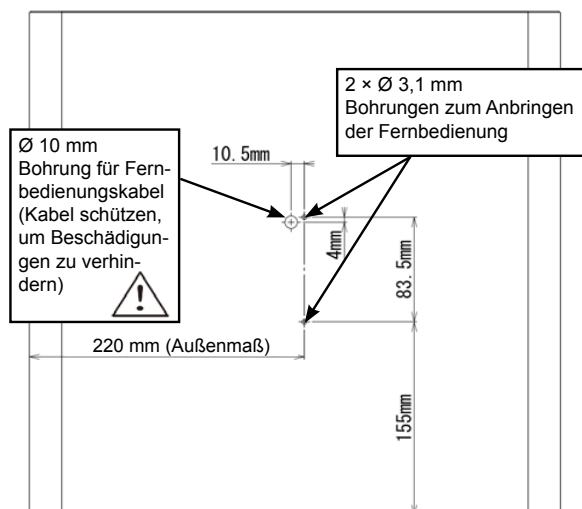 2 × Ø 3,1 mm
Bohrungen zum Anbringen
der Fernbedienung
Ø 10 mm
Bohrung für Fern-
bedienungskabel
(Kabel schützen,
um Beschädigun-
gen zu verhin-
dern)
!
10.5mm
4mm
83.5mm
220 mm (Außenmaß)
155mm